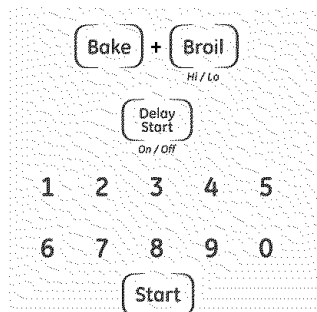 Bake + Broil
Hi / Lo
Delay
Start
On / Off
1 2 3 4 5
6 7 8 9 0
Start